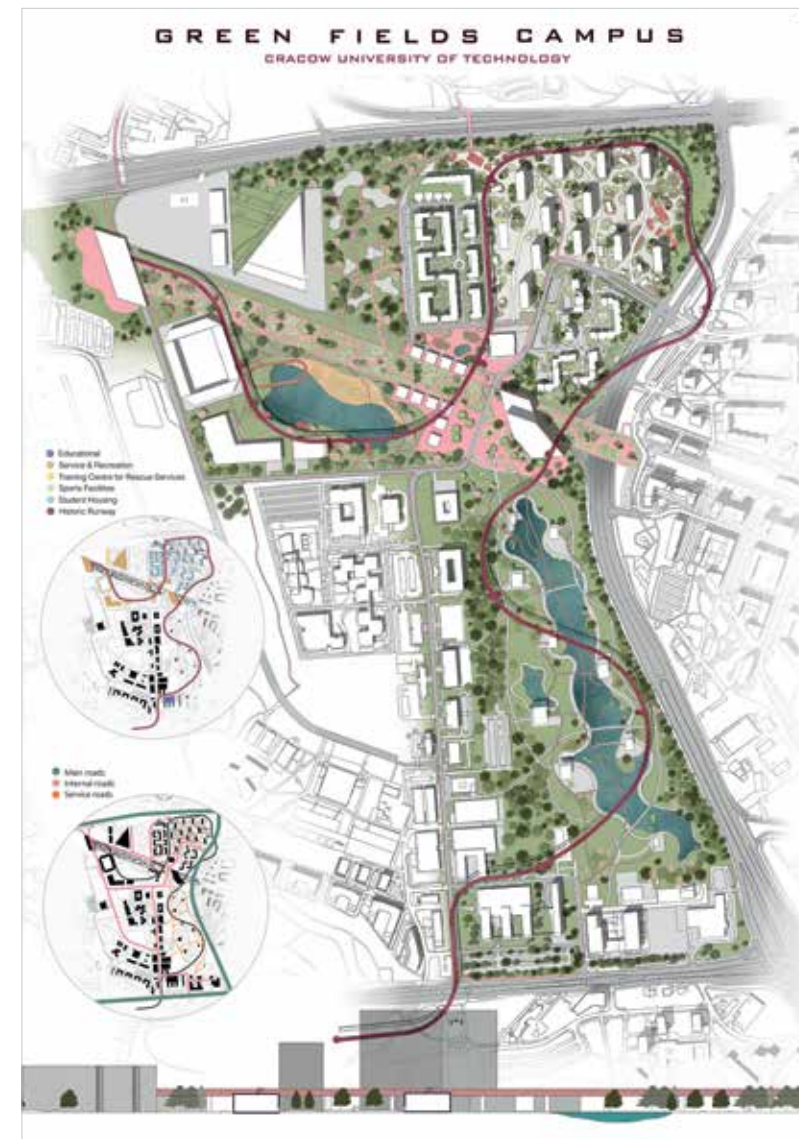 GREEN FIELDS CAMPUS
CRACOW UNIVERSITY OF TECHNOLOGY
Educational
Service & Recreation
Training Centre for Rescue Services
Sports Facilities
Student Housing
Historic Runway
Main roads
Internal roads
Service roads